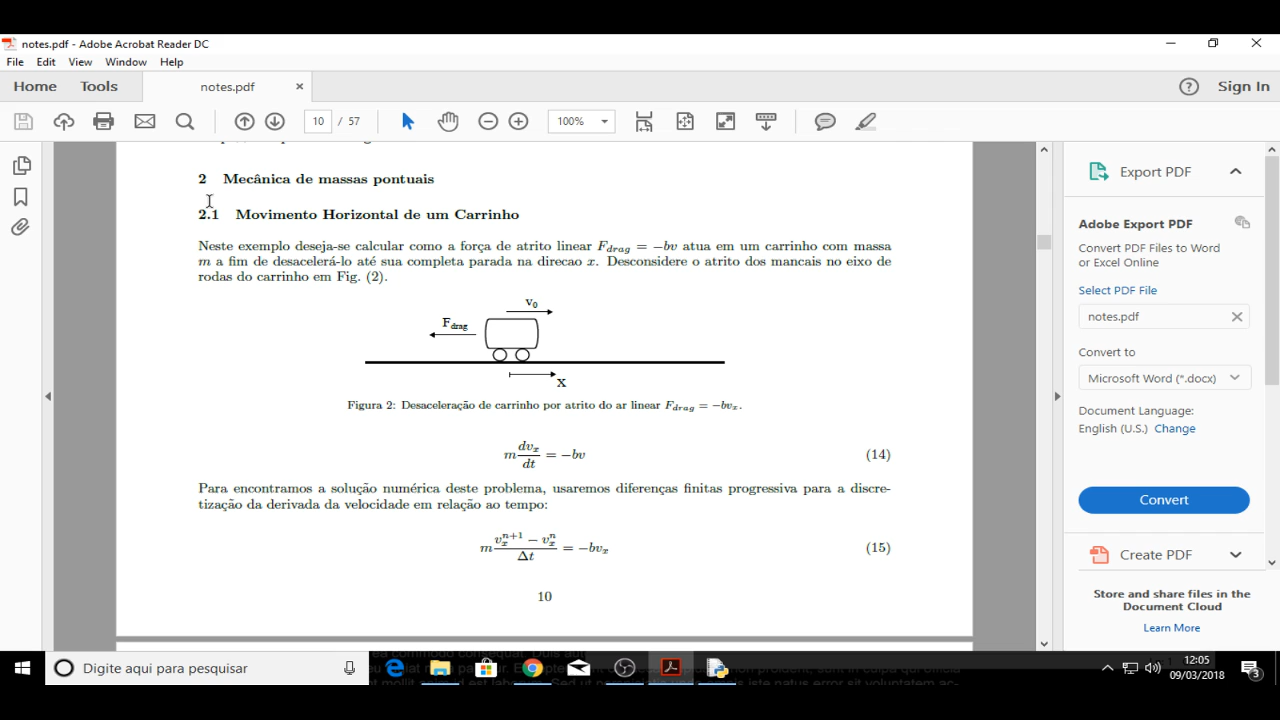 notes.pdf - Adobe Acrobat Reader DC
File Edit View Window Help
Home Tools notes.pdf × ? Sign In
10 / 57 100%
2 Mecânica de massas pontuais
2.1 Movimento Horizontal de um Carrinho
Neste exemplo deseja-se calcular como a força de atrito linear F_drag = −bv atua em um carrinho com massa
m a fim de desacelerá-lo até sua completa parada na direcao x. Desconsidere o atrito dos mancais no eixo de
rodas do carrinho em Fig. (2).
v_0
F_drag
X
Figura 2: Desaceleração de carrinho por atrito do ar linear F_drag = −bv_x.
m dv_x/dt = −bv (14)
Para encontramos a solução numérica deste problema, usaremos diferenças finitas progressiva para a discre-
tização da derivada da velocidade em relação ao tempo:
m (v_x^{n+1} − v_x^n)/Δt = −bv_x (15)
10
Export PDF
Adobe Export PDF
Convert PDF Files to Word
or Excel Online
Select PDF File
notes.pdf
Convert to
Microsoft Word (*.docx)
Document Language:
English (U.S.) Change
Convert
Create PDF
Store and share files in the
Document Cloud
Learn More
Digite aqui para pesquisar
12:05
09/03/2018
3